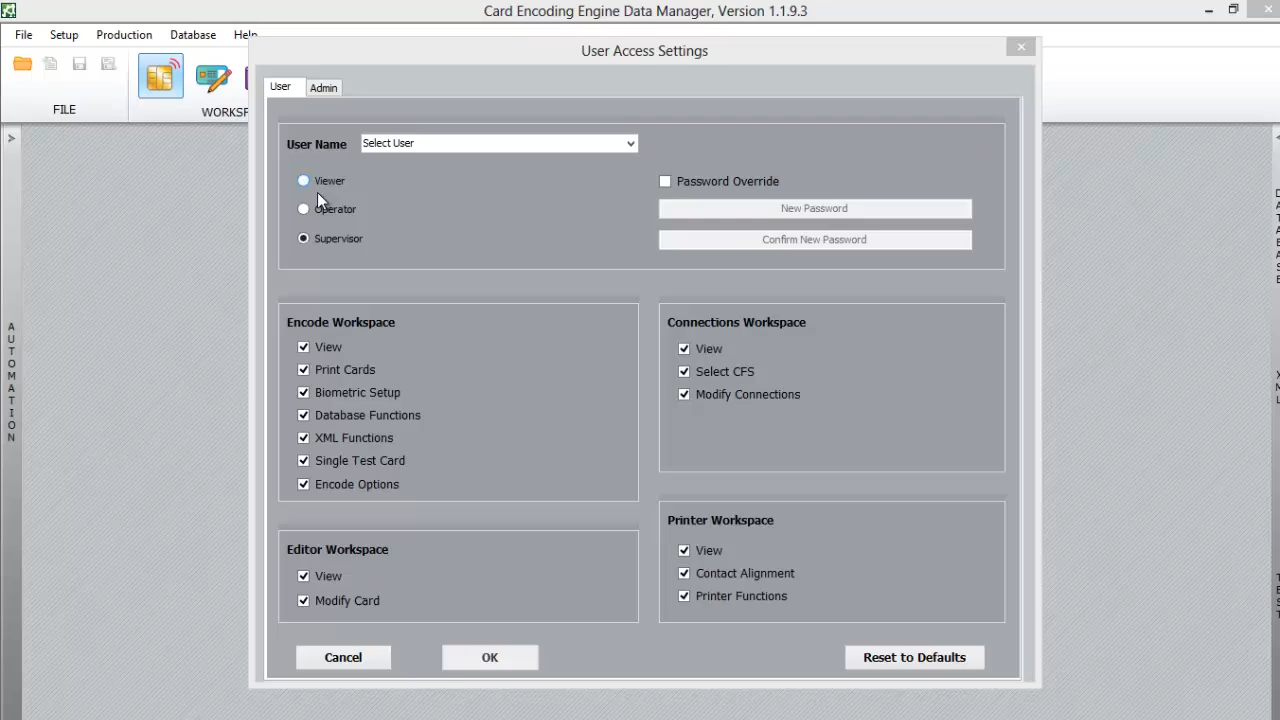 Card Encoding Engine Data Manager, Version 1.1.9.3
File Setup Production Database Help
User Access Settings
FILE
WORKSP
User Admin
User Name Select User
Viewer
Operator
Supervisor
Password Override
New Password
Confirm New Password
Encode Workspace
View
Print Cards
Biometric Setup
Database Functions
XML Functions
Single Test Card
Encode Options
Connections Workspace
View
Select CFS
Modify Connections
Editor Workspace
View
Modify Card
Printer Workspace
View
Contact Alignment
Printer Functions
Cancel OK Reset to Defaults
AUTOMATION